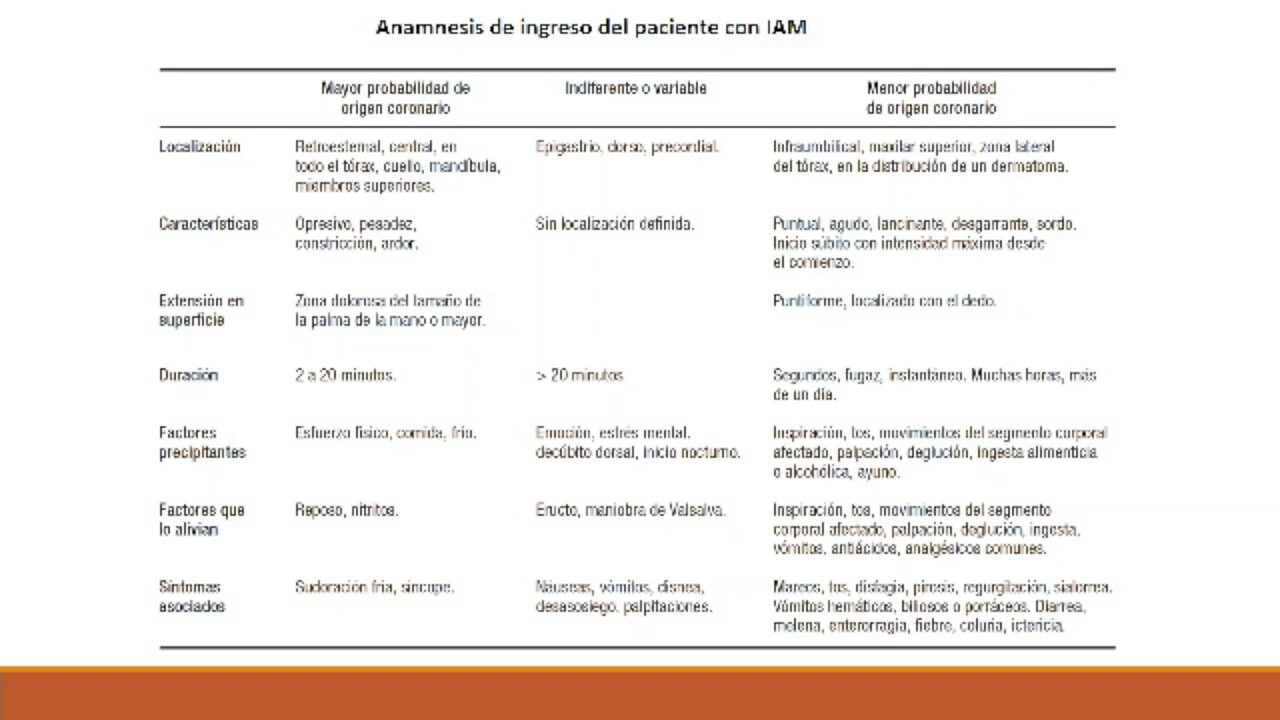 Anamnesis de ingreso del paciente con IAM
Mayor probabilidad de
origen coronario
Indiferente o variable
Menor probabilidad
de origen coronario
Localización
Retroesternal, central, en
todo el tórax, cuello, mandíbula,
miembros superiores.
Epigastrio, dorso, precordial.
Infraumbilical, maxilar superior, zona lateral
del tórax, en la distribución de un dermatoma.
Características
Opresivo, pesadez,
constricción, ardor.
Sin localización definida.
Puntual, agudo, lancinante, desgarrante, sordo.
Inicio súbito con intensidad máxima desde
el comienzo.
Extensión en
superficie
Zona dolorosa del tamaño de
la palma de la mano o mayor.
Puntiforme, localizado con el dedo.
Duración
2 a 20 minutos.
> 20 minutos
Segundos, fugaz, instantáneo. Muchas horas, más
de un día.
Factores
precipitantes
Esfuerzo físico, comida, frío.
Emoción, estrés mental,
decúbito dorsal, inicio nocturno.
Inspiración, tos, movimientos del segmento corporal
afectado, palpación, deglución, ingesta alimenticia
o alcohólica, ayuno.
Factores que
lo alivian
Reposo, nitritos.
Eructo, maniobra de Valsalva.
Inspiración, tos, movimientos del segmento
corporal afectado, palpación, deglución, ingesta,
vómitos, antiácidos, analgésicos comunes.
Síntomas
asociados
Sudoración fría, síncope.
Náuseas, vómitos, disnea,
desasosiego, palpitaciones.
Mareos, tos, disfagia, pirosis, regurgitación, sialorrea.
Vómitos hemáticos, biliosos o porráceos. Diarrea,
melena, enterorragia, fiebre, coluria, ictericia.